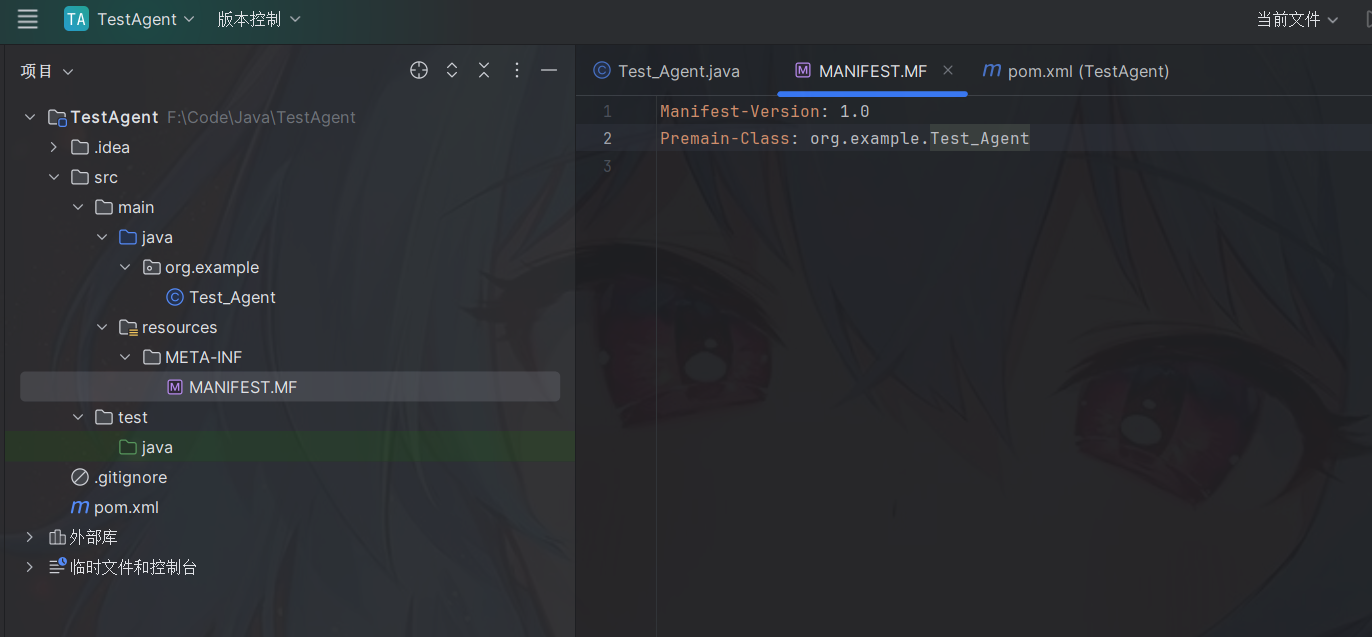 TA TestAgent 版本控制 当前文件
项目
Test_Agent.java MANIFEST.MF pom.xml (TestAgent)
TestAgent F:\Code\Java\TestAgent
.idea
src
main
java
org.example
Test_Agent
resources
META-INF
MANIFEST.MF
test
java
.gitignore
pom.xml
外部库
临时文件和控制台
1 Manifest-Version: 1.0
2 Premain-Class: org.example.Test_Agent
3